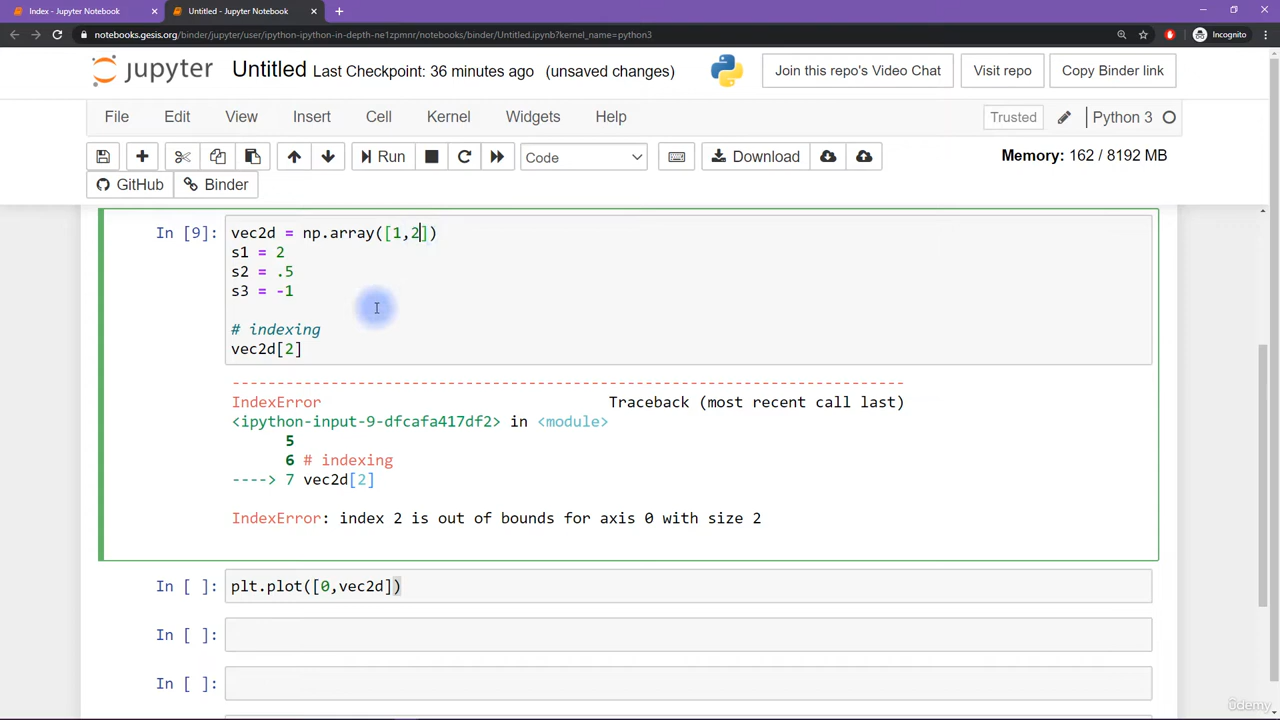 Index - Jupyter Notebook
Untitled - Jupyter Notebook
notebooks.gesis.org/binder/jupyter/user/ipython-ipython-in-depth-ne1zpmnr/notebooks/binder/Untitled.ipynb?kernel_name=python3
Incognito
jupyter Untitled Last Checkpoint: 36 minutes ago (unsaved changes)
Join this repo's Video Chat
Visit repo
Copy Binder link
File Edit View Insert Cell Kernel Widgets Help
Trusted
Python 3
Run
Code
Download
Memory: 162 / 8192 MB
GitHub
Binder
In [9]: vec2d = np.array([1,2])
s1 = 2
s2 = .5
s3 = -1
# indexing
vec2d[2]
---------------------------------------------------------------------------
IndexError Traceback (most recent call last)
<ipython-input-9-dfcafa417df2> in <module>
5
6 # indexing
----> 7 vec2d[2]
IndexError: index 2 is out of bounds for axis 0 with size 2
In [ ]: plt.plot([0,vec2d])
In [ ]:
In [ ]:
ûdemy